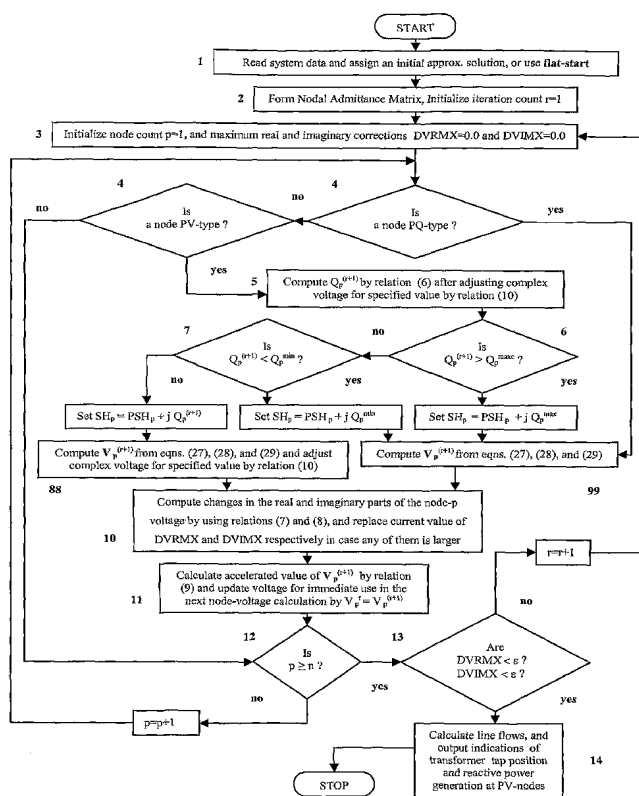 START
1
Read system data and assign an initial approx. solution, or use flat-start
2
Form Nodal Admittance Matrix, Initialize iteration count r=1
3
Initialize node count p=1, and maximum real and imaginary corrections DVRMX=0.0 and DVIMX=0.0
4
4
no
no
yes
Is
a node PV-type ?
Is
a node PQ-type ?
yes
5
Compute Qp^(r+1) by relation (6) after adjusting complex
voltage for specified value by relation (10)
7
no
6
Is
Qp^(r+1) < Qp^min ?
Is
Qp^(r+1) > Qp^maxc ?
no
yes
yes
Set SHp = PSHp + j Qp^(r+1)
Set SHp = PSHp + j Qp^min
Set SHp = PSHp + j Qp^max
Compute Vp^(r+1) from eqns. (27), (28), and (29) and adjust
complex voltage for specified value by relation (10)
Compute Vp^(r+1) from eqns. (27), (28), and (29)
88
99
10
Compute changes in the real and imaginary parts of the node-p
voltage by using relations (7) and (8), and replace current value of
DVRMX and DVIMX respectively in case any of them is larger
r=r+1
11
Calculate accelerated value of Vp^(r+1) by relation
(9) and update voltage for immediate use in the
next node-voltage calculation by Vp^r = Vp^(r+1)
no
12
13
Is
p ≥ n ?
Are
DVRMX < ε ?
DVIMX < ε ?
no
yes
yes
p=p+1
Calculate line flows, and
output indications of
transformer tap position
and reactive power
generation at PV-nodes
14
STOP